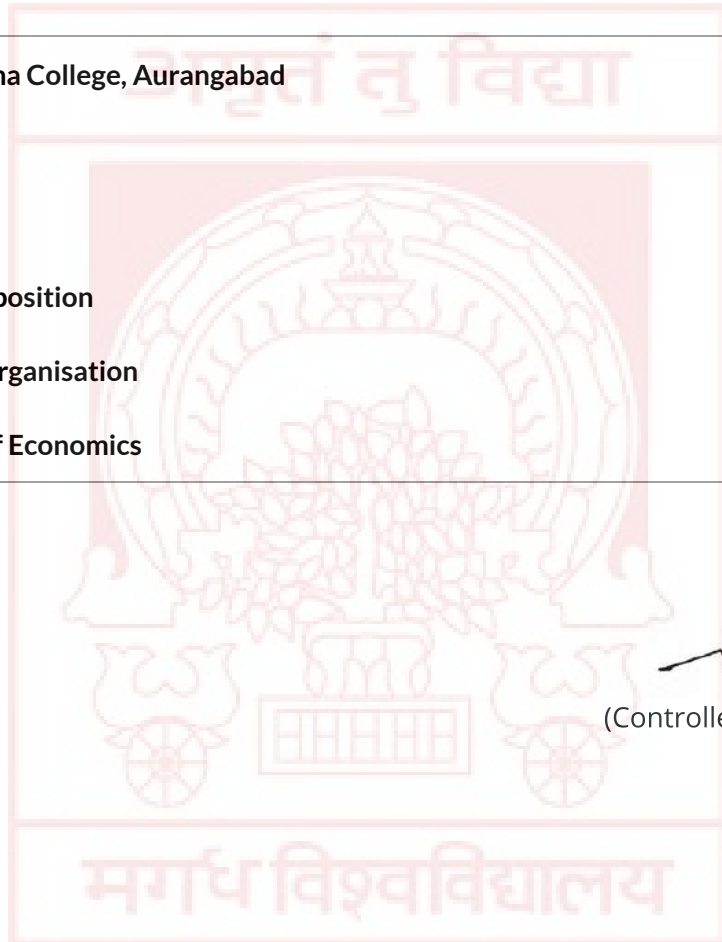 अमृतं तु विद्या
na College, Aurangabad
position
rganisation
f Economics
(Controlle
मगध विश्वविद्यालय